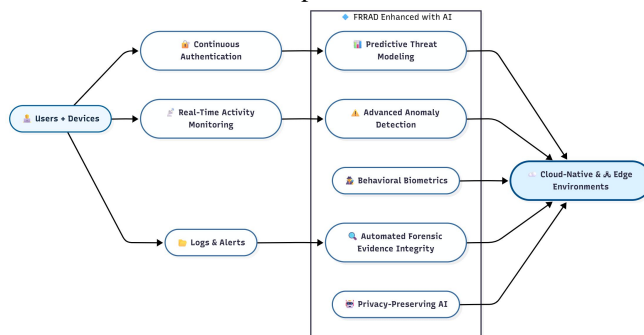 FRRAD Enhanced with AI
Continuous
Authentication
Predictive Threat
Modeling
Users + Devices
Real-Time Activity
Monitoring
Advanced Anomaly
Detection
Behavioral Biometrics
Cloud-Native & Edge
Environments
Logs & Alerts
Automated Forensic
Evidence Integrity
Privacy-Preserving AI